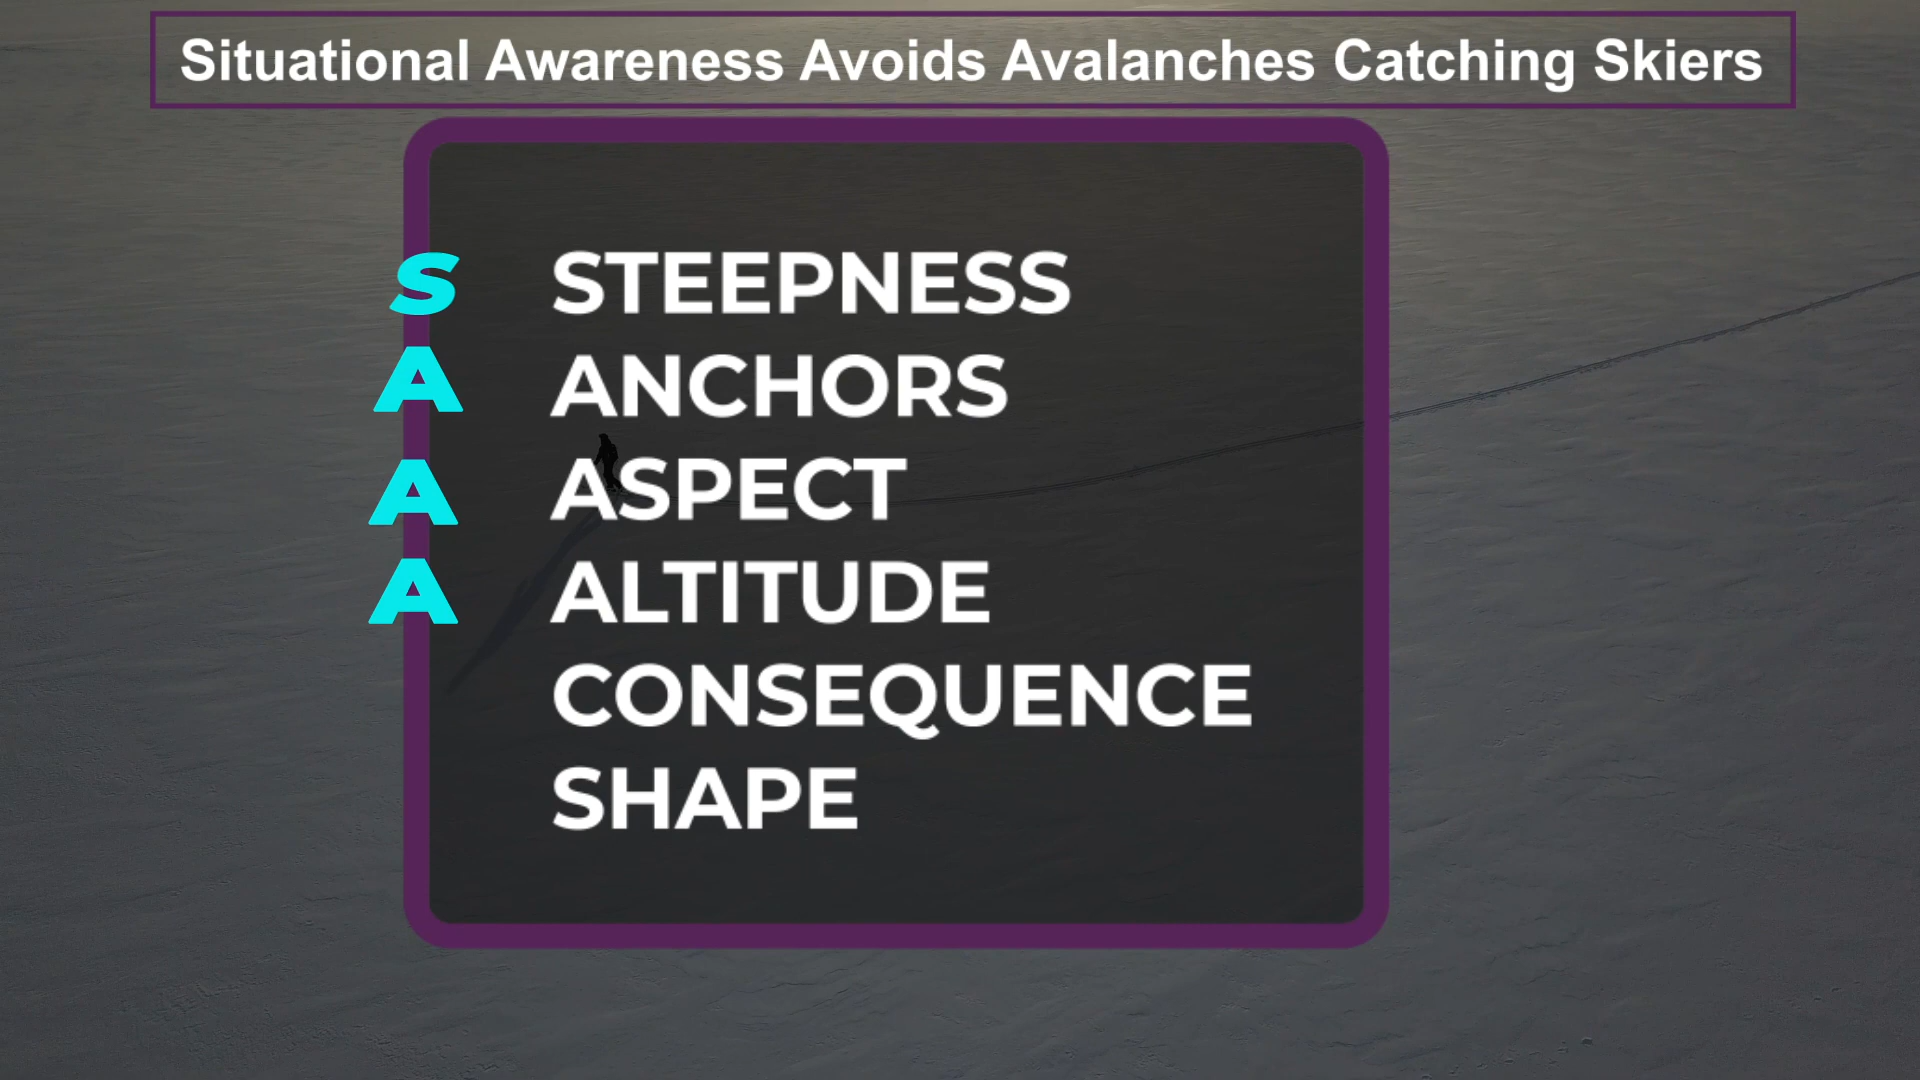 Situational Awareness Avoids Avalanches Catching Skiers
S STEEPNESS
A ANCHORS
A ASPECT
A ALTITUDE
CONSEQUENCE
SHAPE